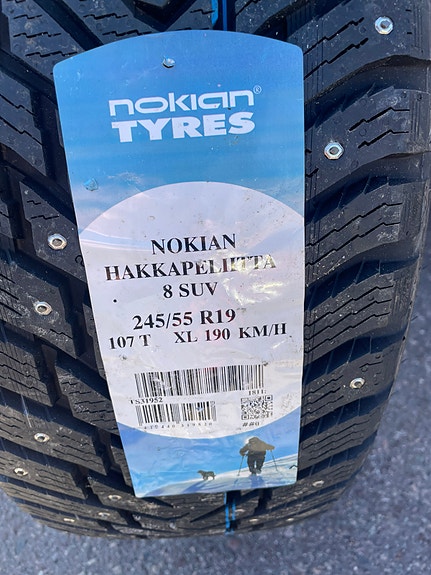 nokian®
TYRES
NOKIAN
HAKKAPELIITTA
8 SUV
245/55 R19
107 T XL 190 KM/H
TS31952